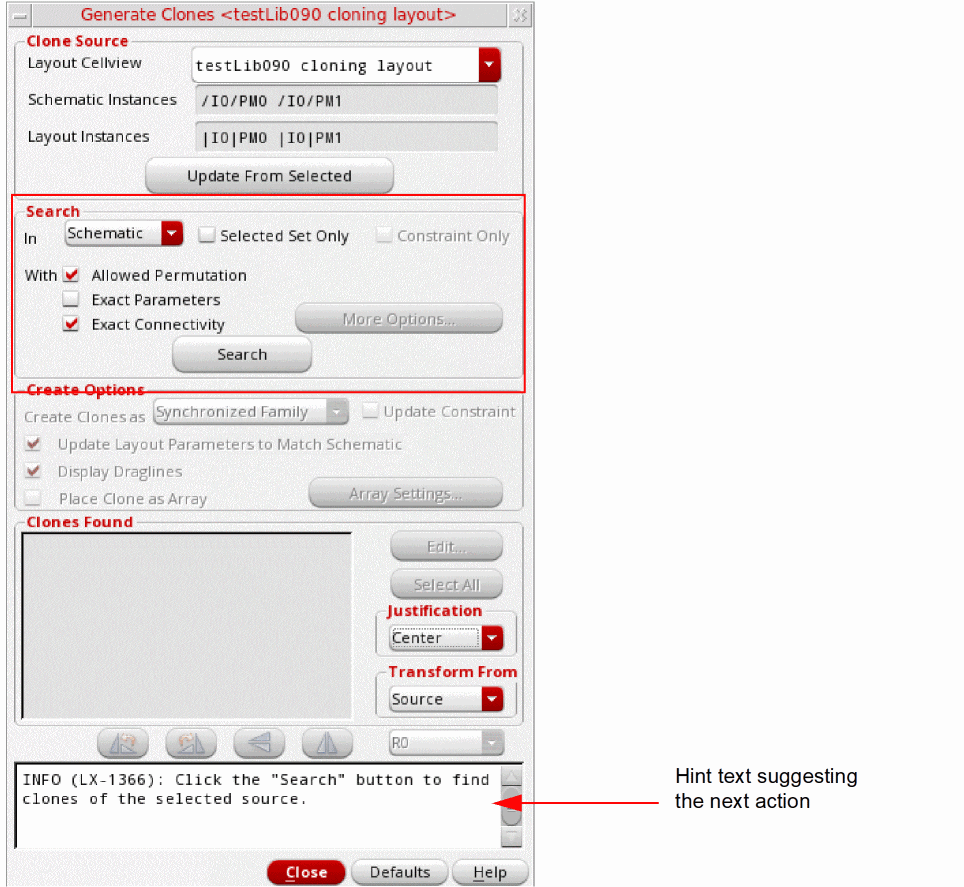 Generate Clones <testLib090 cloning layout>
Clone Source
Layout Cellview testLib090 cloning layout
Schematic Instances /I0/PM0 /I0/PM1
Layout Instances |I0|PM0 |I0|PM1
Update From Selected
Search
In Schematic Selected Set Only Constraint Only
With Allowed Permutation
Exact Parameters
Exact Connectivity More Options...
Search
Create Options
Create Clones as Synchronized Family Update Constraint
Update Layout Parameters to Match Schematic
Display Draglines
Place Clone as Array Array Settings...
Clones Found
Edit...
Select All
Justification
Center
Transform From
Source
R0
INFO (LX-1366): Click the "Search" button to find
clones of the selected source.
Hint text suggesting
the next action
Close Defaults Help